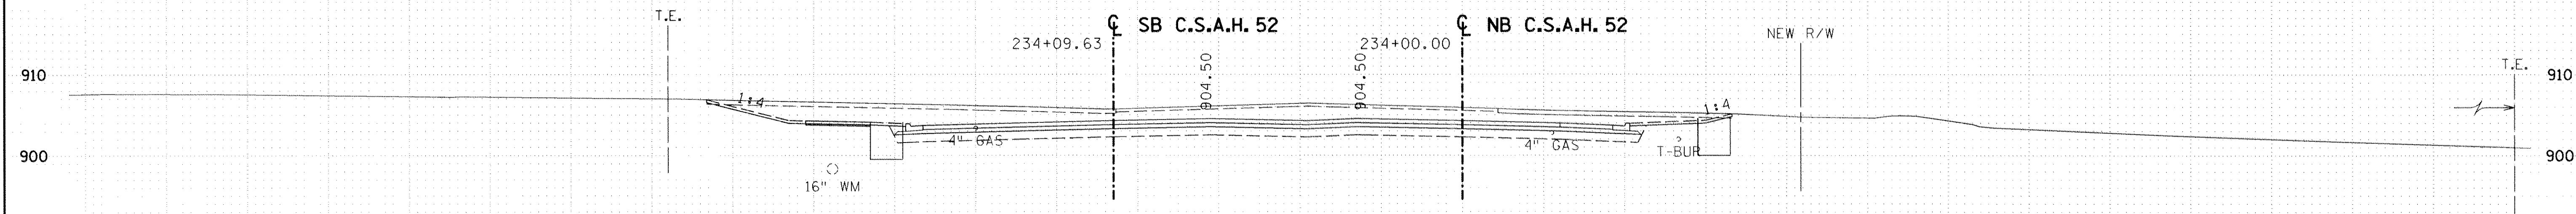 T.E.
℄ SB C.S.A.H. 52
℄ NB C.S.A.H. 52
234+09.63
234+00.00
NEW R/W
904.50
904.50
T.E.
910
910
1:4
1:4
4" GAS
4" GAS
T-BUR
900
900
16" WM